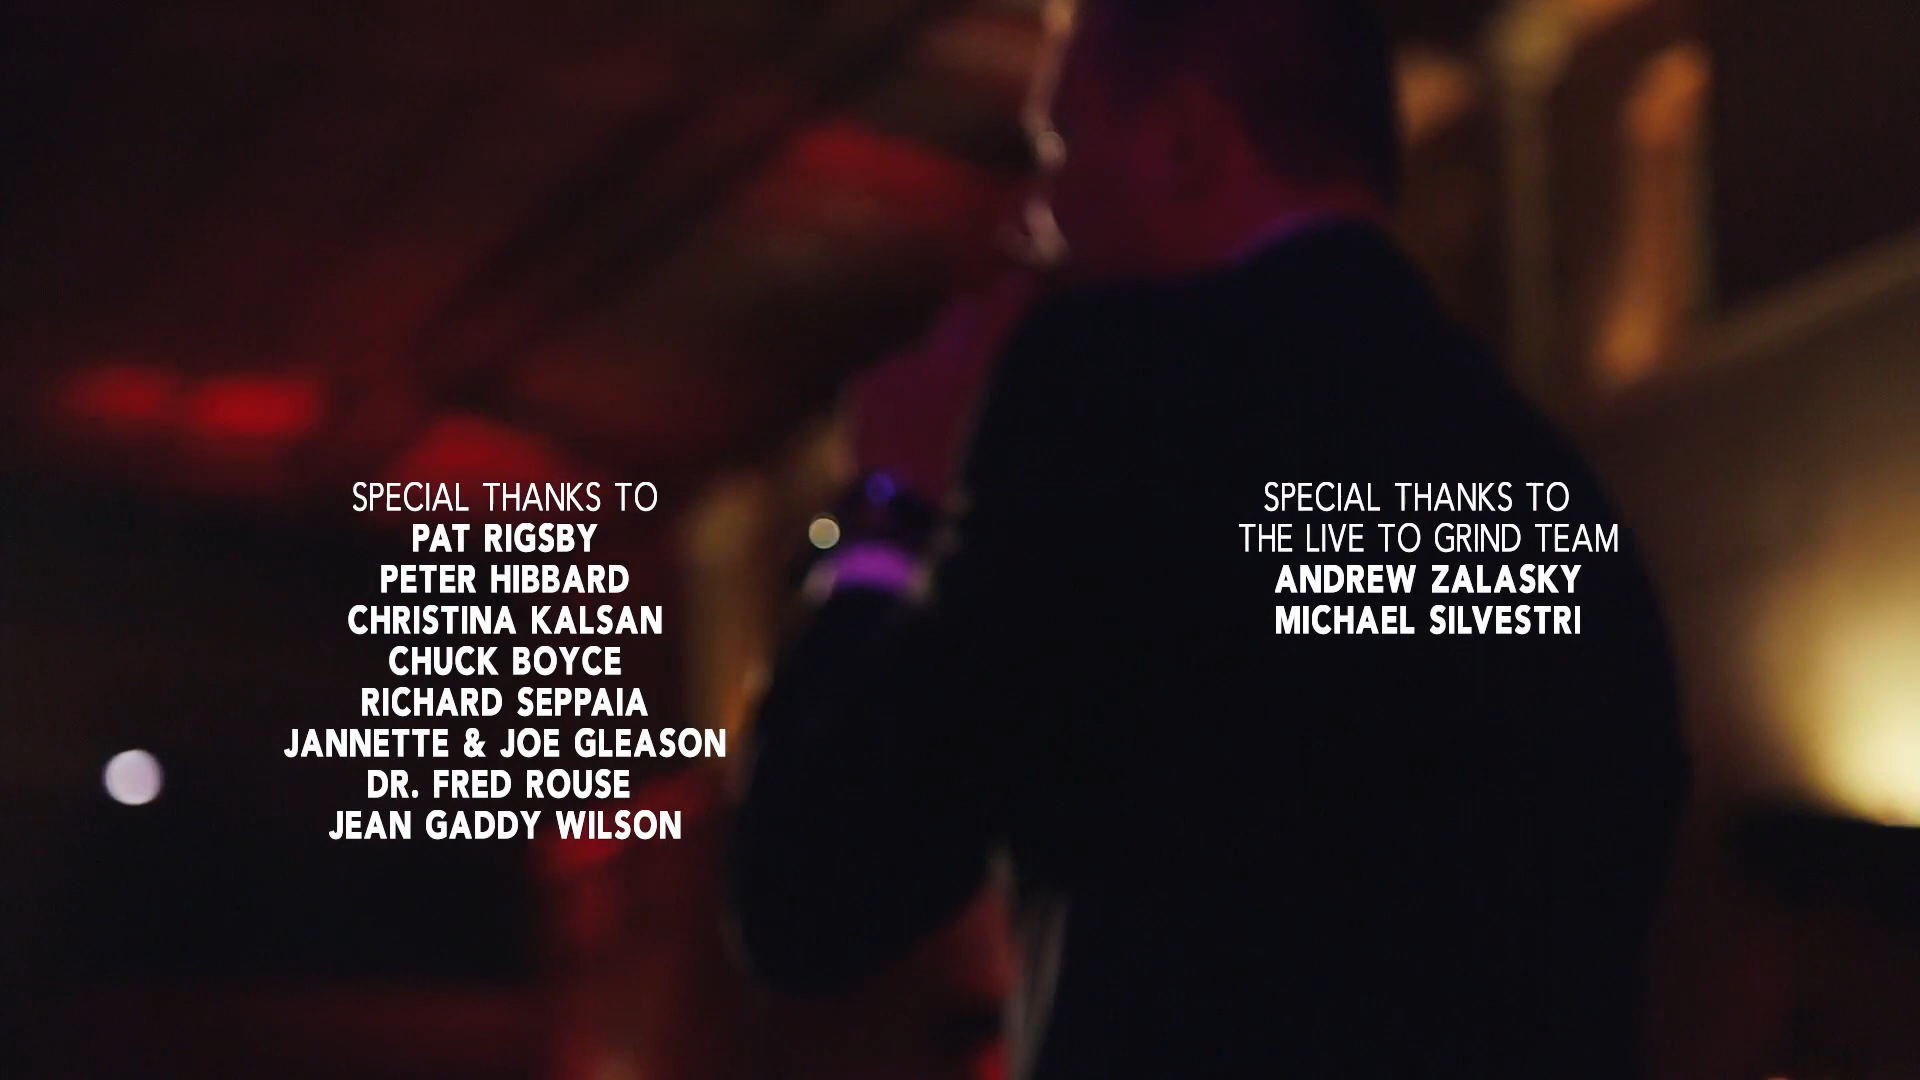 SPECIAL THANKS TO
PAT RIGSBY
PETER HIBBARD
CHRISTINA KALSAN
CHUCK BOYCE
RICHARD SEPPAIA
JANNETTE & JOE GLEASON
DR. FRED ROUSE
JEAN GADDY WILSON
SPECIAL THANKS TO
THE LIVE TO GRIND TEAM
ANDREW ZALASKY
MICHAEL SILVESTRI